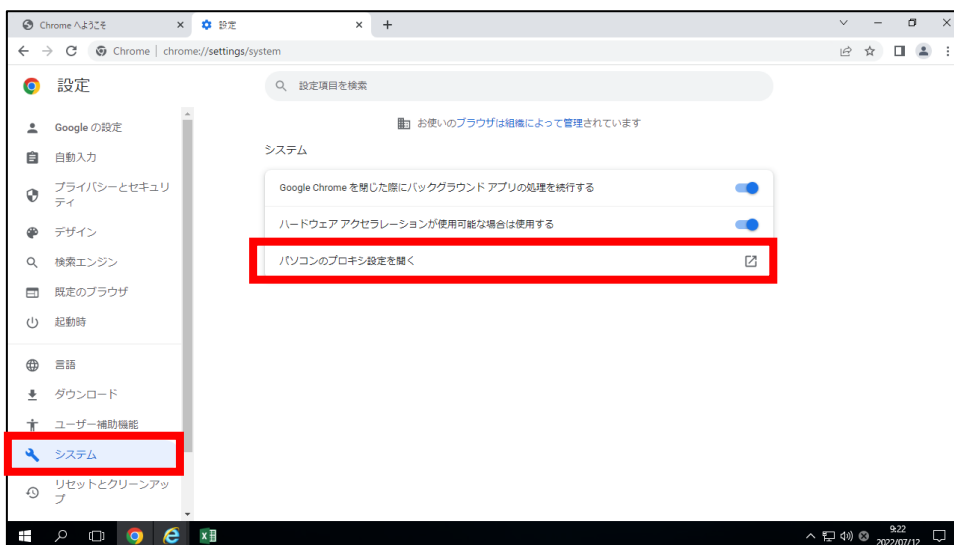 Chrome へようこそ
設定
Chrome
chrome://settings/system
設定
設定項目を検索
お使いのブラウザは組織によって管理されています
Google の設定
自動入力
プライバシーとセキュリ
ティ
デザイン
検索エンジン
既定のブラウザ
起動時
言語
ダウンロード
ユーザー補助機能
システム
リセットとクリーンアッ
プ
システム
Google Chrome を閉じた際にバックグラウンド アプリの処理を続行する
ハードウェア アクセラレーションが使用可能な場合は使用する
パソコンのプロキシ設定を開く
9:22
2022/07/12